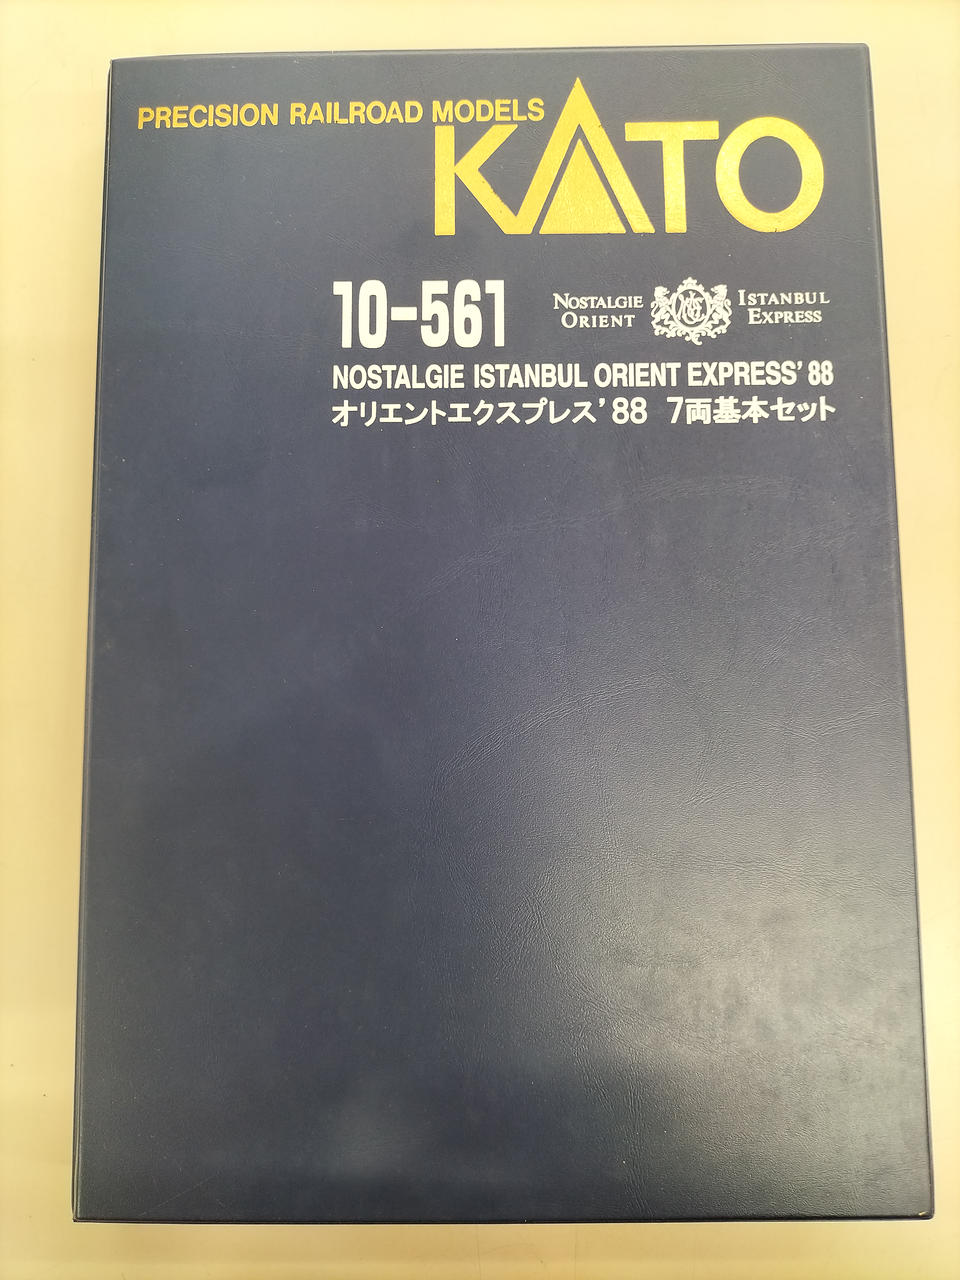 PRECISION RAILROAD MODELS
KATO
10-561
NOSTALGIE ISTANBUL
ORIENT EXPRESS
NOSTALGIE ISTANBUL ORIENT EXPRESS'88
オリエントエクスプレス'88 7両基本セット